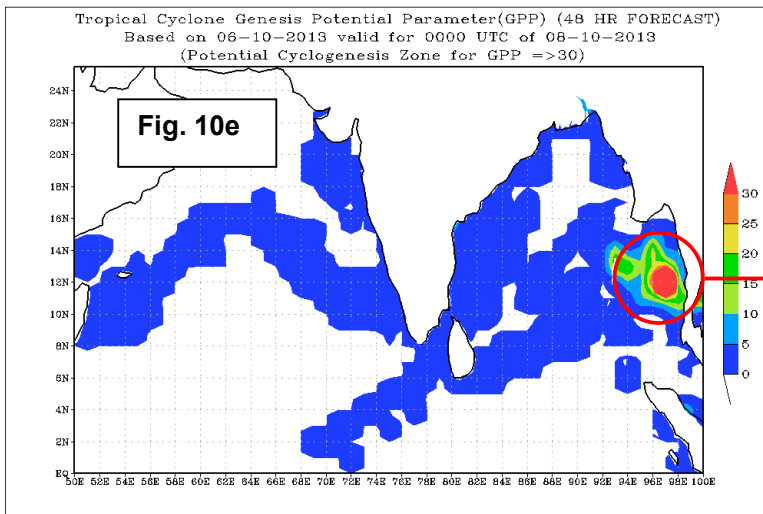 Tropical Cyclone Genesis Potential Parameter(GPP) (48 HR FORECAST)
Based on 06-10-2013 valid for 0000 UTC of 08-10-2013
(Potential Cyclogenesis Zone for GPP =>30)
Fig. 10e
24N
22N
20N
18N
16N
14N
12N
10N
8N
6N
4N
2N
EQ
50E 52E 54E 56E 58E 60E 62E 64E 66E 68E 70E 72E 74E 76E 78E 80E 82E 84E 86E 88E 90E 92E 94E 96E 98E 100E
30
25
20
15
10
5
0